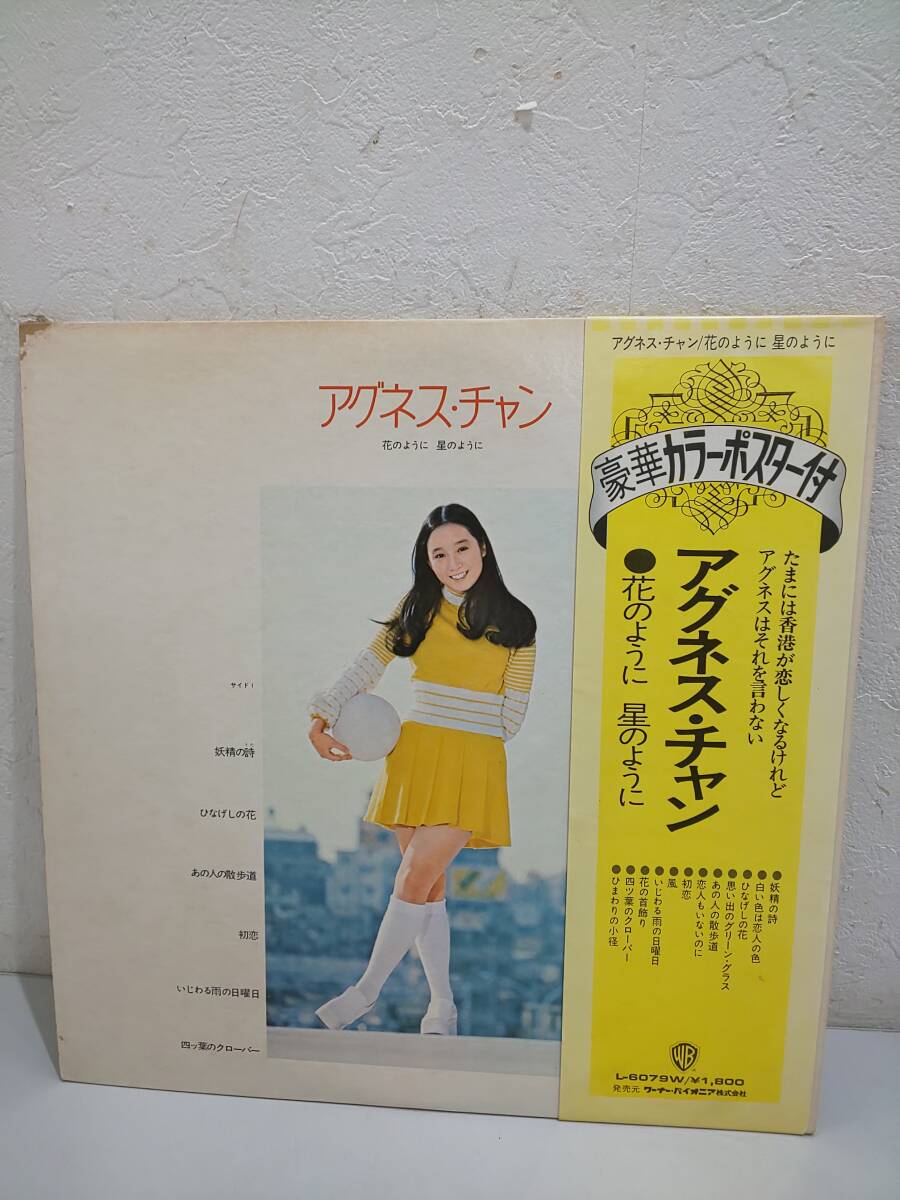 アグネス・チャン
花のように 星のように
サイド1
妖精の詩
うた
ひなげしの花
あの人の散歩道
初恋
いじわる雨の日曜日
四ッ葉のクローバー
アグネス・チャン/花のように 星のように
豪華カラーポスター付
たまには香港が恋しくなるけれど
アグネスはそれを言わない
アグネス・チャン
●花のように 星のように
●妖精の詩
●白い色は恋人の色
●ひなげしの花
●思い出のグリーン・グラス
●あの人の散歩道
●恋人もいないのに
●初恋
●風
●いじわる雨の日曜日
●花の首飾り
●四ッ葉のクローバー
●ひまわりの小径
WB
L-6079W/¥1,800
発売元 ワーナー・パイオニア株式会社